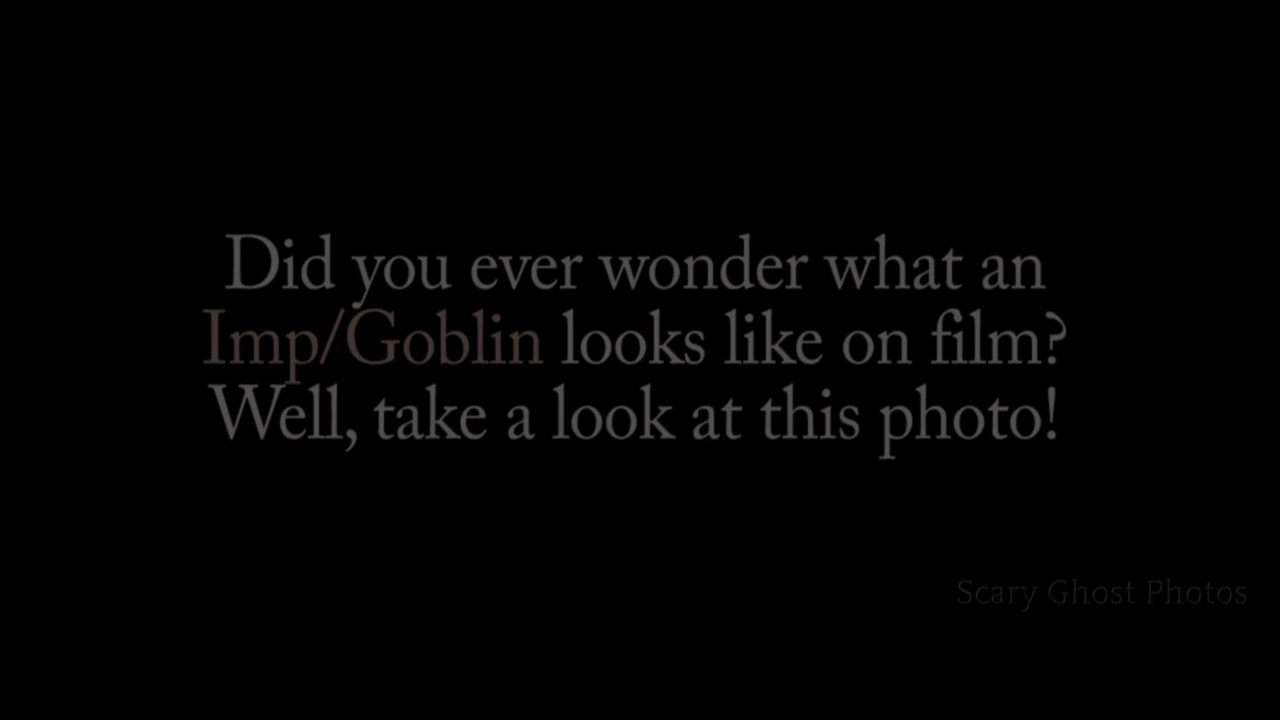 Did you ever wonder what an
Imp/Goblin looks like on film?
Well, take a look at this photo!
Scary Ghost Photos